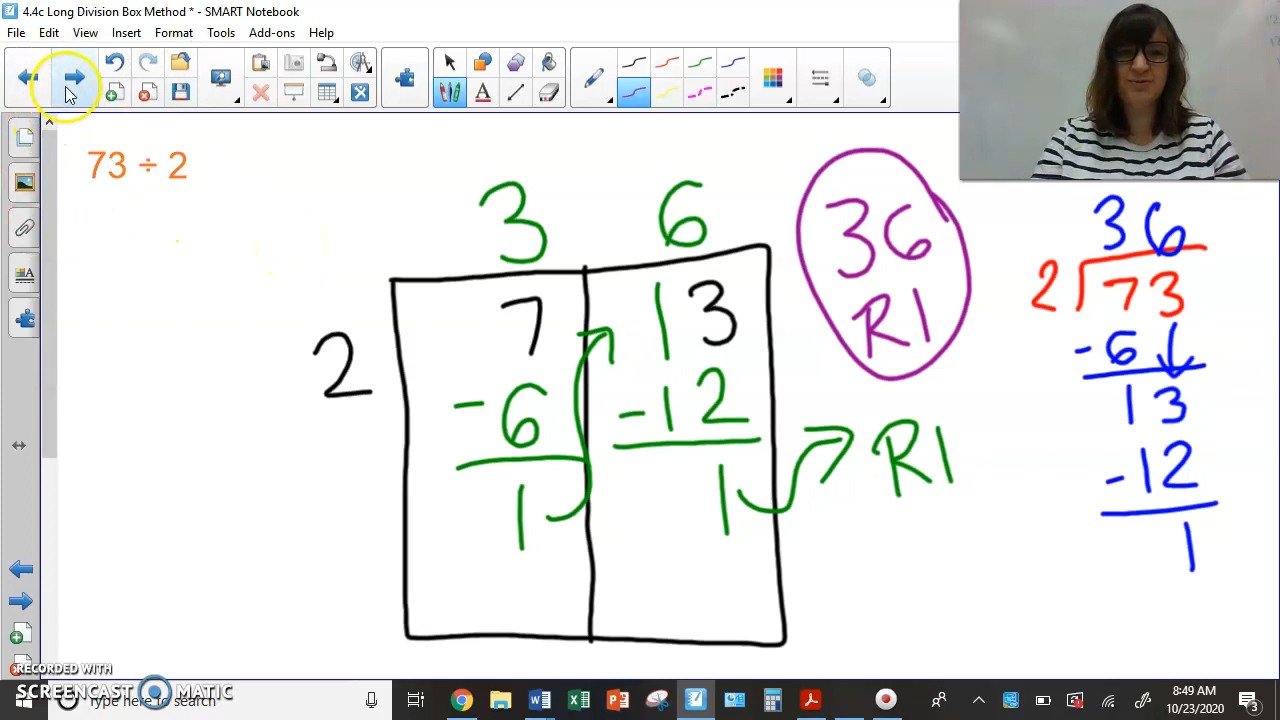 4.4c Long Division Box Method * - SMART Notebook
File Edit View Insert Format Tools Add-ons Help
73 ÷ 2
3 6
2
7 13
-6 -12
1 1
R1
36
R1
36
2 73
-6
13
-12
1
RECORDED WITH
SCREENCAST MATIC
Type here to search
8:49 AM
10/23/2020
3